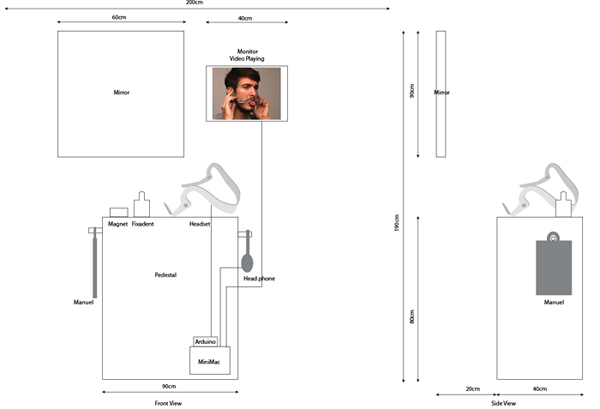 200cm
60cm
40cm
Monitor
Video Playing
Mirror
90cm
Mirror
190cm
Magnet
Fixadent
Headset
Pedestal
Head phone
Manuel
Manuel
80cm
Arduino
MiniMac
90cm
20cm
40cm
Front View
Side View